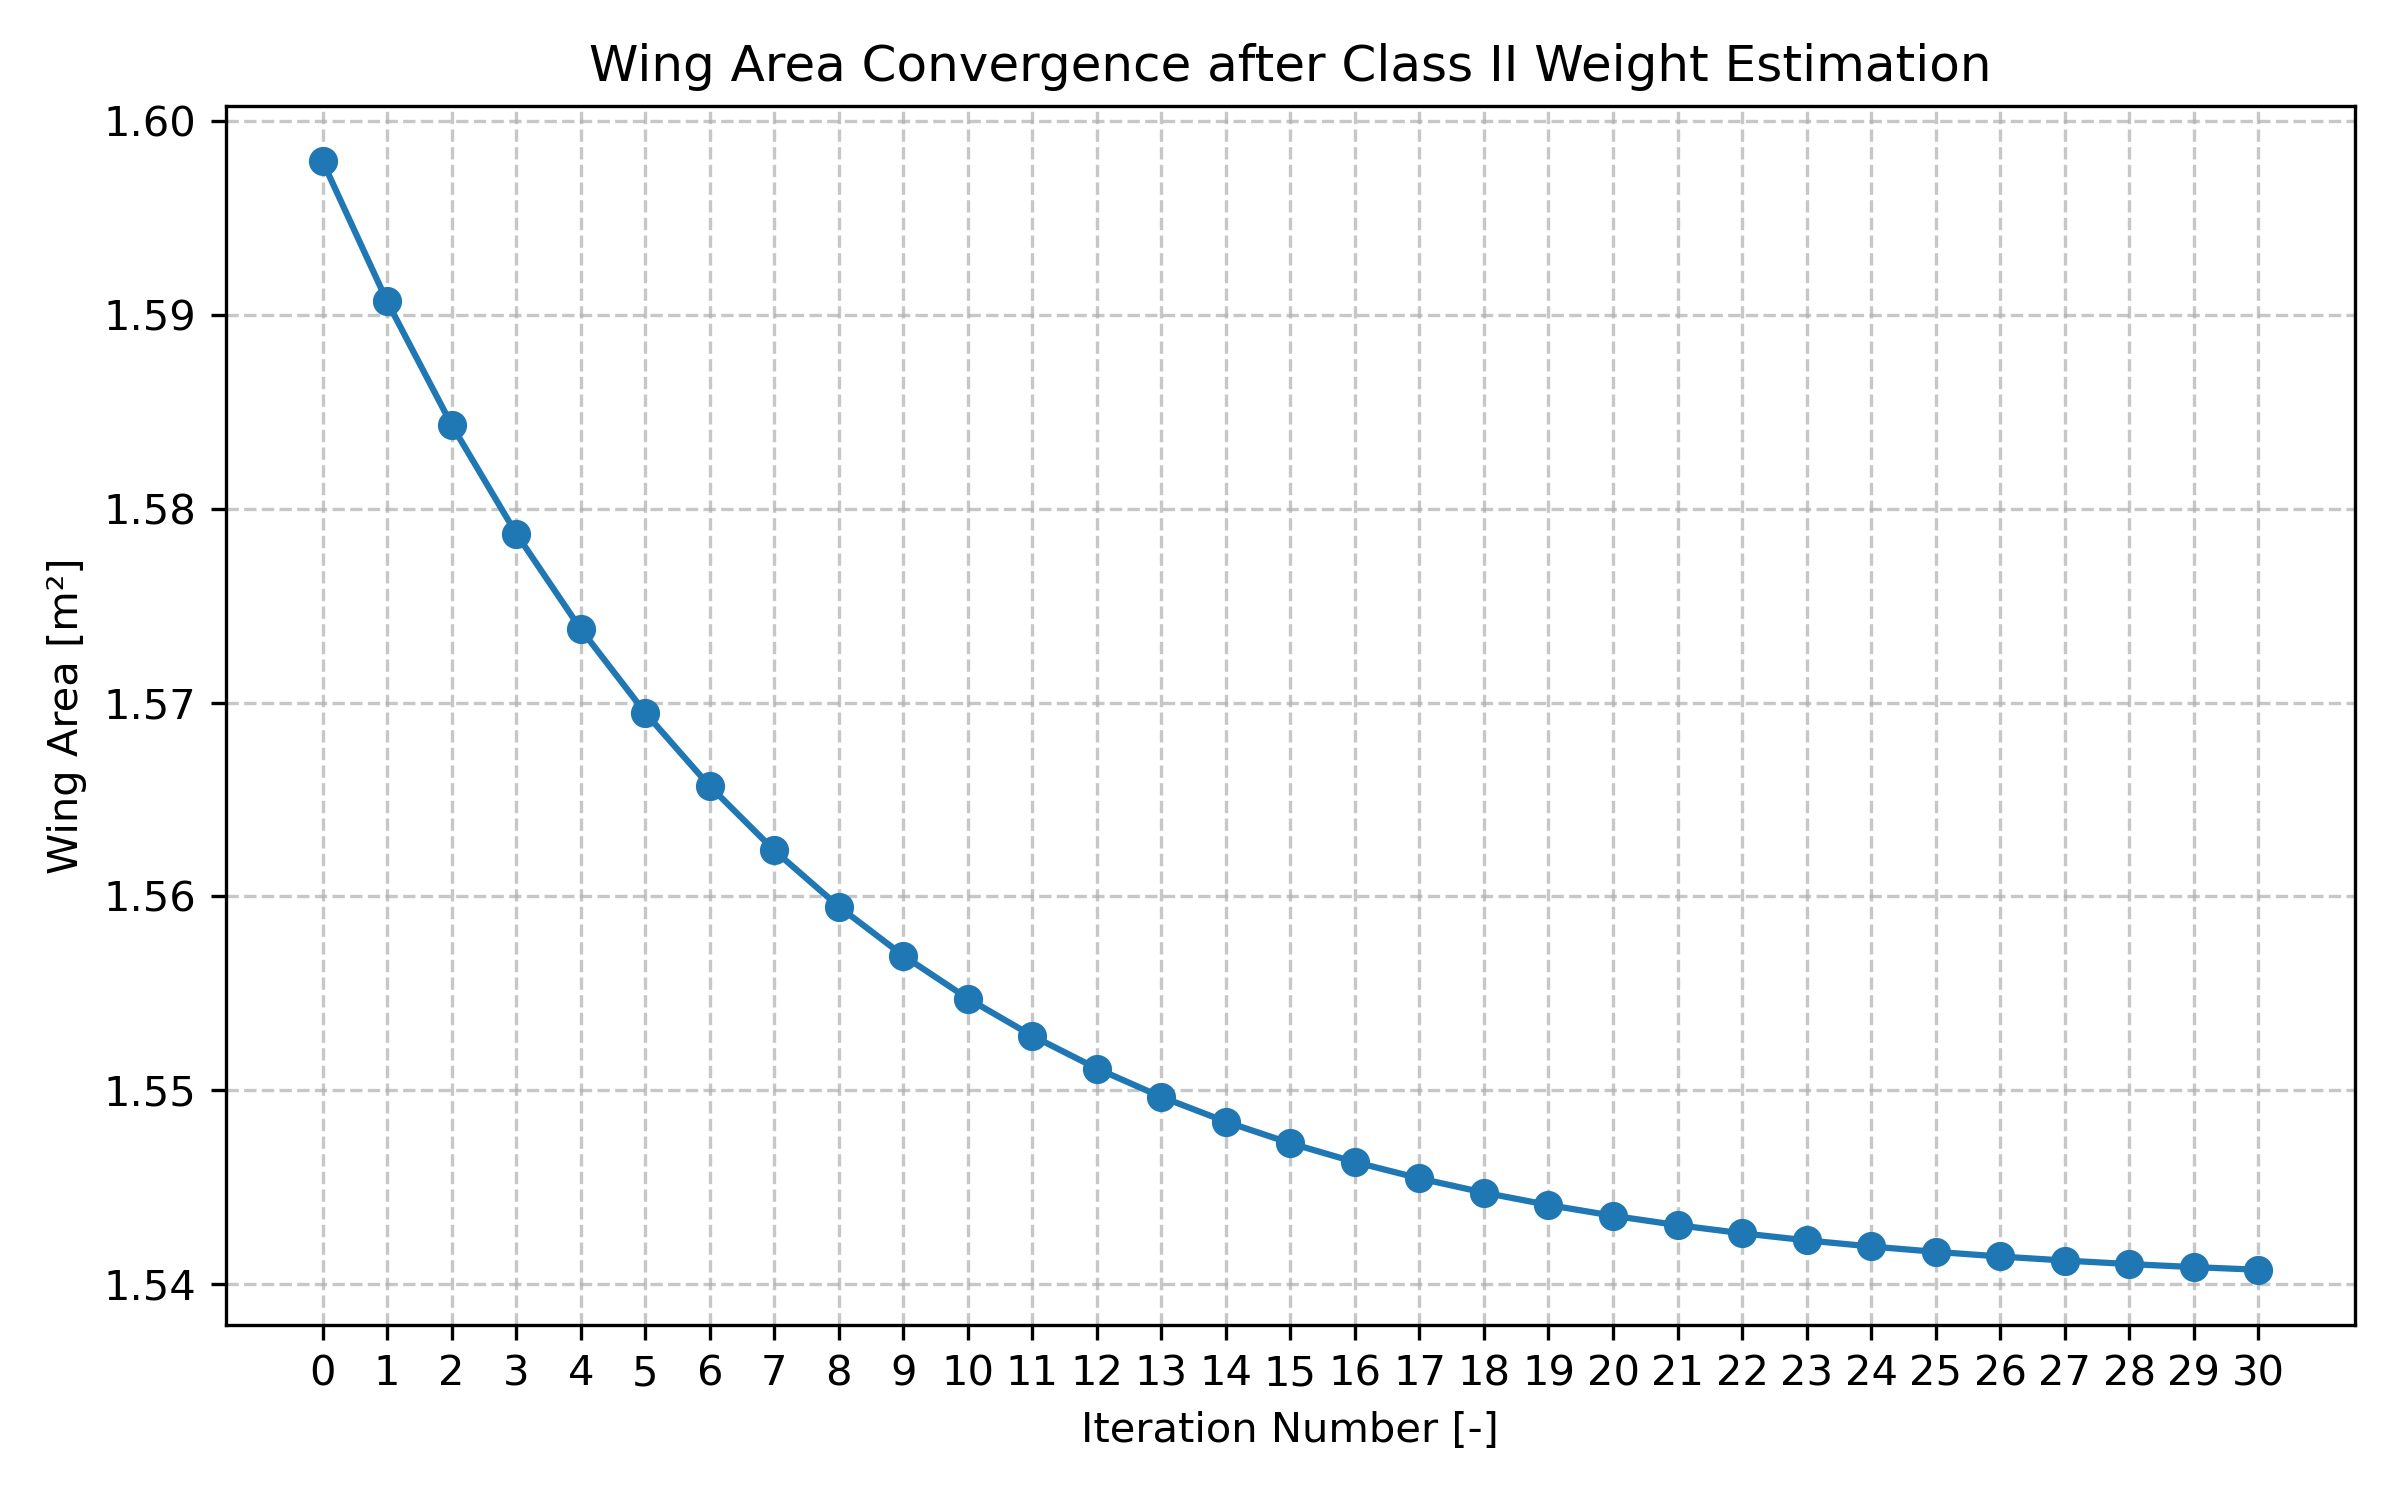 Wing Area Convergence after Class II Weight Estimation
Wing Area [m²]
1.60
1.59
1.58
1.57
1.56
1.55
1.54
0 1 2 3 4 5 6 7 8 9 10 11 12 13 14 15 16 17 18 19 20 21 22 23 24 25 26 27 28 29 30
Iteration Number [-]